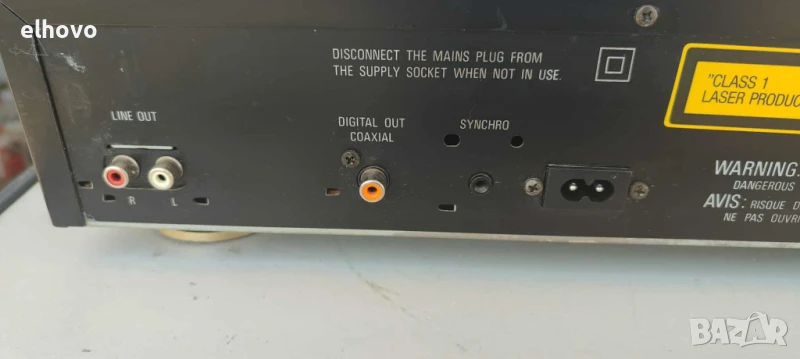 elhovo
DISCONNECT THE MAINS PLUG FROM
THE SUPPLY SOCKET WHEN NOT IN USE.
"CLASS 1
LASER PRODUC
LINE OUT
DIGITAL OUT
COAXIAL
SYNCHRO
R L
WARNING:
DANGEROUS
AVIS: RISQUE D
NE PAS OUVRI
BAZAR